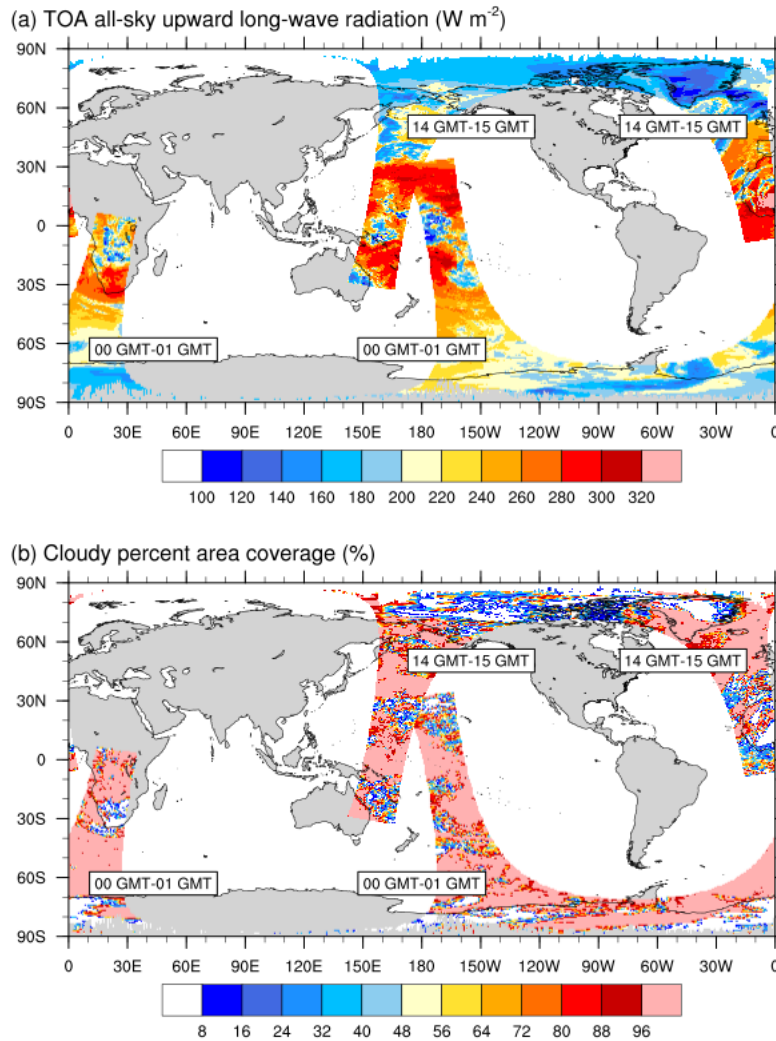 (a) TOA all-sky upward long-wave radiation (W m-2)
90N
60N
14 GMT-15 GMT 14 GMT-15 GMT
30N
0
30S
60S
00 GMT-01 GMT 00 GMT-01 GMT
90S
0 30E 60E 90E 120E 150E 180 150W 120W 90W 60W 30W 0
100 120 140 160 180 200 220 240 260 280 300 320
(b) Cloudy percent area coverage (%)
90N
60N
14 GMT-15 GMT 14 GMT-15 GMT
30N
0
30S
60S
00 GMT-01 GMT 00 GMT-01 GMT
90S
0 30E 60E 90E 120E 150E 180 150W 120W 90W 60W 30W 0
8 16 24 32 40 48 56 64 72 80 88 96